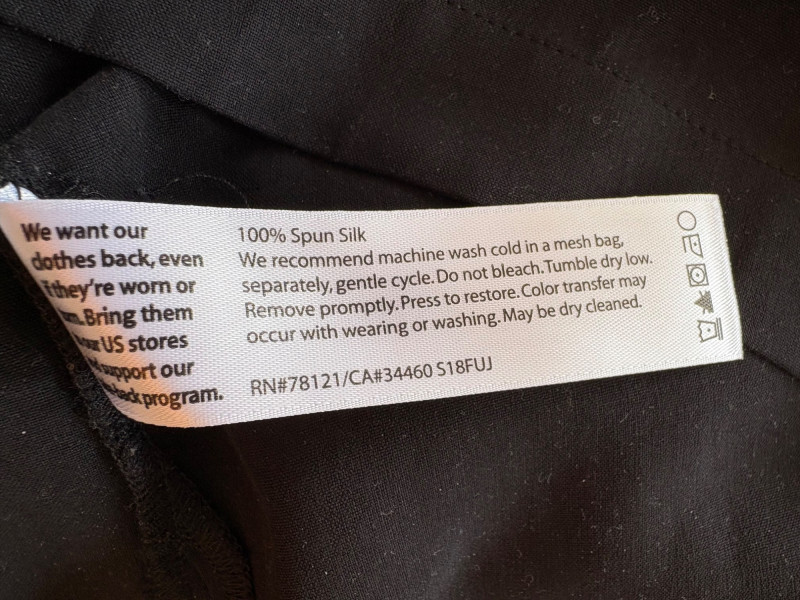 We want our
clothes back, even
if they're worn or
Bring them
US stores
support our
back program.
100% Spun Silk
We recommend machine wash cold in a mesh bag,
separately, gentle cycle. Do not bleach. Tumble dry low.
Remove promptly. Press to restore. Color transfer may
occur with wearing or washing. May be dry cleaned.
RN#78121/CA#34460 S18FUJ